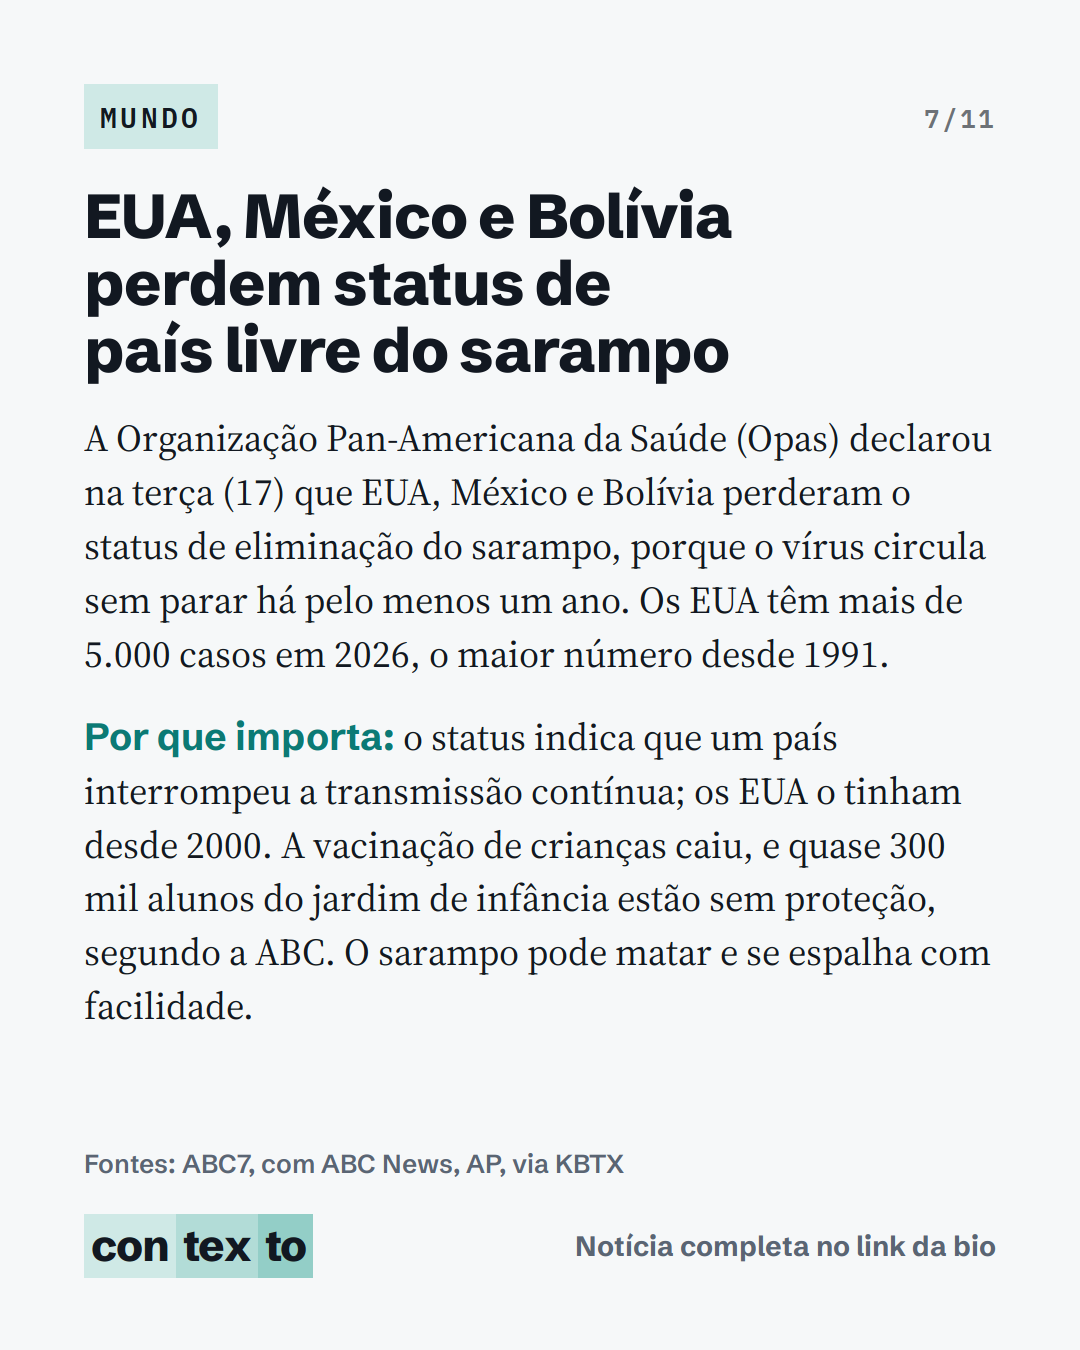 MUNDO
7/11
EUA, México e Bolívia
perdem status de
país livre do sarampo
A Organização Pan-Americana da Saúde (Opas) declarou
na terça (17) que EUA, México e Bolívia perderam o
status de eliminação do sarampo, porque o vírus circula
sem parar há pelo menos um ano. Os EUA têm mais de
5.000 casos em 2026, o maior número desde 1991.
Por que importa: o status indica que um país
interrompeu a transmissão contínua; os EUA o tinham
desde 2000. A vacinação de crianças caiu, e quase 300
mil alunos do jardim de infância estão sem proteção,
segundo a ABC. O sarampo pode matar e se espalha com
facilidade.
Fontes: ABC7, com ABC News, AP, via KBTX
contexto
Notícia completa no link da bio